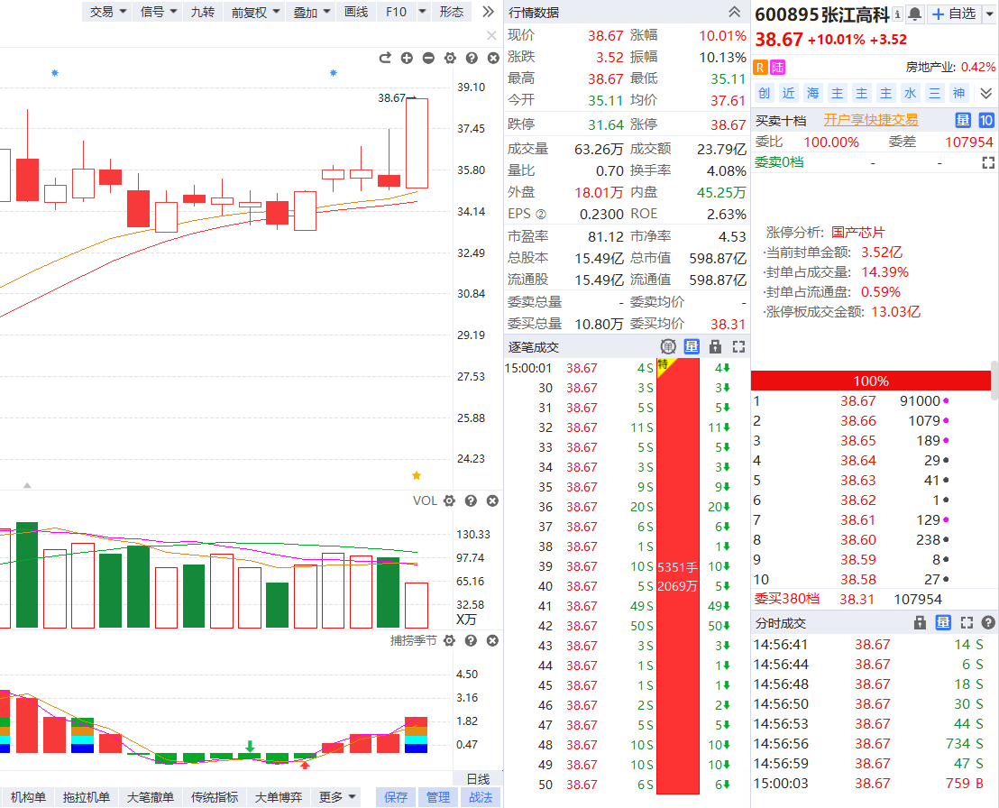 交易 信号 九转 前复权 叠加 画线 F10 形态
38.67
39.10
37.45
35.80
34.14
32.49
30.84
29.19
27.53
25.88
24.23
VOL
130.33
97.74
65.16
32.58
X万
捕捞季节
4.50
3.16
1.82
0.47
日线
机构单 拖拉机单 大笔撤单 传统指标 大单博弈 更多 保存 管理 战法
行情数据
现价 38.67 涨幅 10.01%
涨跌 3.52 振幅 10.13%
最高 38.67 最低 35.11
今开 35.11 均价 37.61
跌停 31.64 涨停 38.67
成交量 63.26万 成交额 23.79亿
量比 0.70 换手率 4.08%
外盘 18.01万 内盘 45.25万
EPS ② 0.2300 ROE 2.63%
市盈率 81.12 市净率 4.53
总股本 15.49亿 总市值 598.87亿
流通股 15.49亿 流通值 598.87亿
委卖总量 - 委卖均价 -
委买总量 10.80万 委买均价 38.31
逐笔成交 单 量
特
15:00:01 38.67 4 S 4
30 38.67 3 S 3
31 38.67 5 S 5
32 38.67 11 S 11
33 38.67 5 S 5
34 38.67 3 S 3
35 38.67 9 S 9
36 38.67 20 S 20
37 38.67 6 S 6
38 38.67 1 S 1
39 38.67 10 S 5351手 10
40 38.67 5 S 2069万 5
41 38.67 49 S 49
42 38.67 50 S 50
43 38.67 3 S 3
44 38.67 1 S 1
45 38.67 1 S 1
46 38.67 2 S 2
47 38.67 5 S 5
48 38.67 10 S 10
49 38.67 10 S 10
50 38.67 6 S 6
600895 张江高科 自选
38.67 +10.01% +3.52
R 陆 房地产业: 0.42%
创 近 海 主 主 主 水 三 神
买卖十档 开户享快捷交易 量 10
委比 100.00% 委差 107954
委卖0档 - -
涨停分析: 国产芯片
·当前封单金额: 3.52亿
·封单占成交量: 14.39%
·封单占流通盘: 0.59%
·涨停板成交金额: 13.03亿
100%
1 38.67 91000
2 38.66 1079
3 38.65 189
4 38.64 29
5 38.63 41
6 38.62 1
7 38.61 129
8 38.60 238
9 38.59 8
10 38.58 27
委买380档 38.31 107954
分时成交 量
14:56:41 38.67 14 S
14:56:44 38.67 6 S
14:56:48 38.67 18 S
14:56:50 38.67 30 S
14:56:53 38.67 44 S
14:56:56 38.67 734 S
14:56:59 38.67 47 S
15:00:03 38.67 759 B